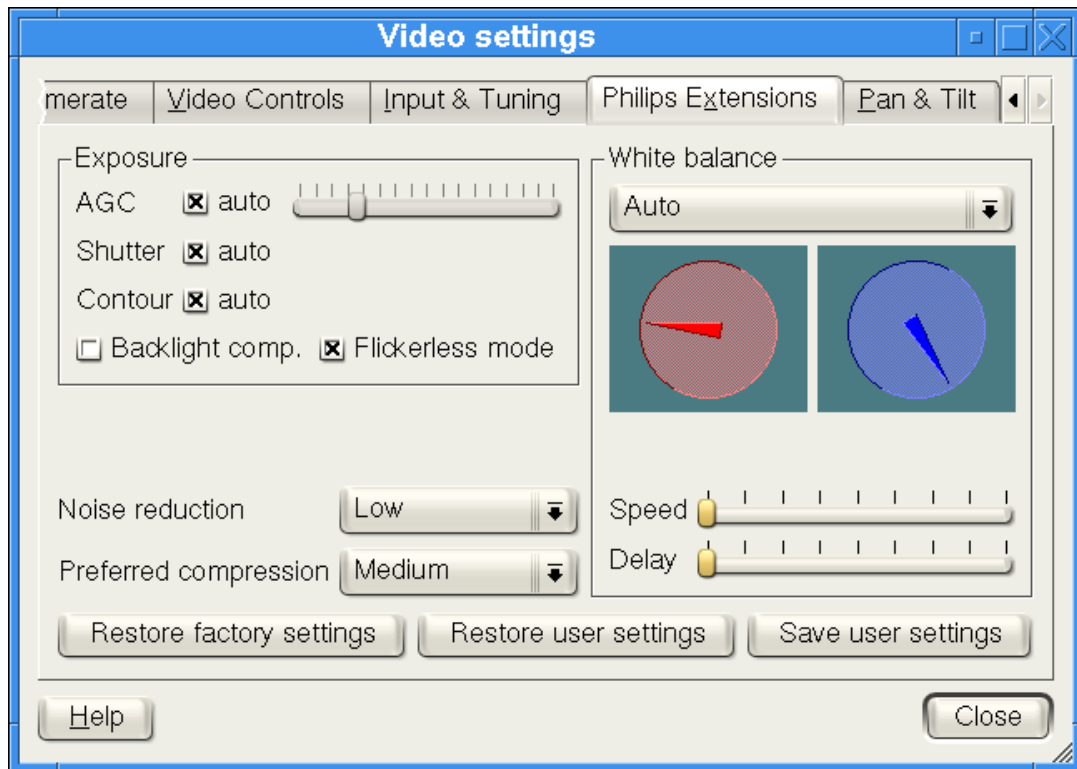 Video settings
merate Video Controls Input & Tuning Philips Extensions Pan & Tilt
Exposure
AGC auto
Shutter auto
Contour auto
Backlight comp. Flickerless mode
White balance
Auto
Noise reduction Low
Preferred compression Medium
Speed
Delay
Restore factory settings Restore user settings Save user settings
Help Close